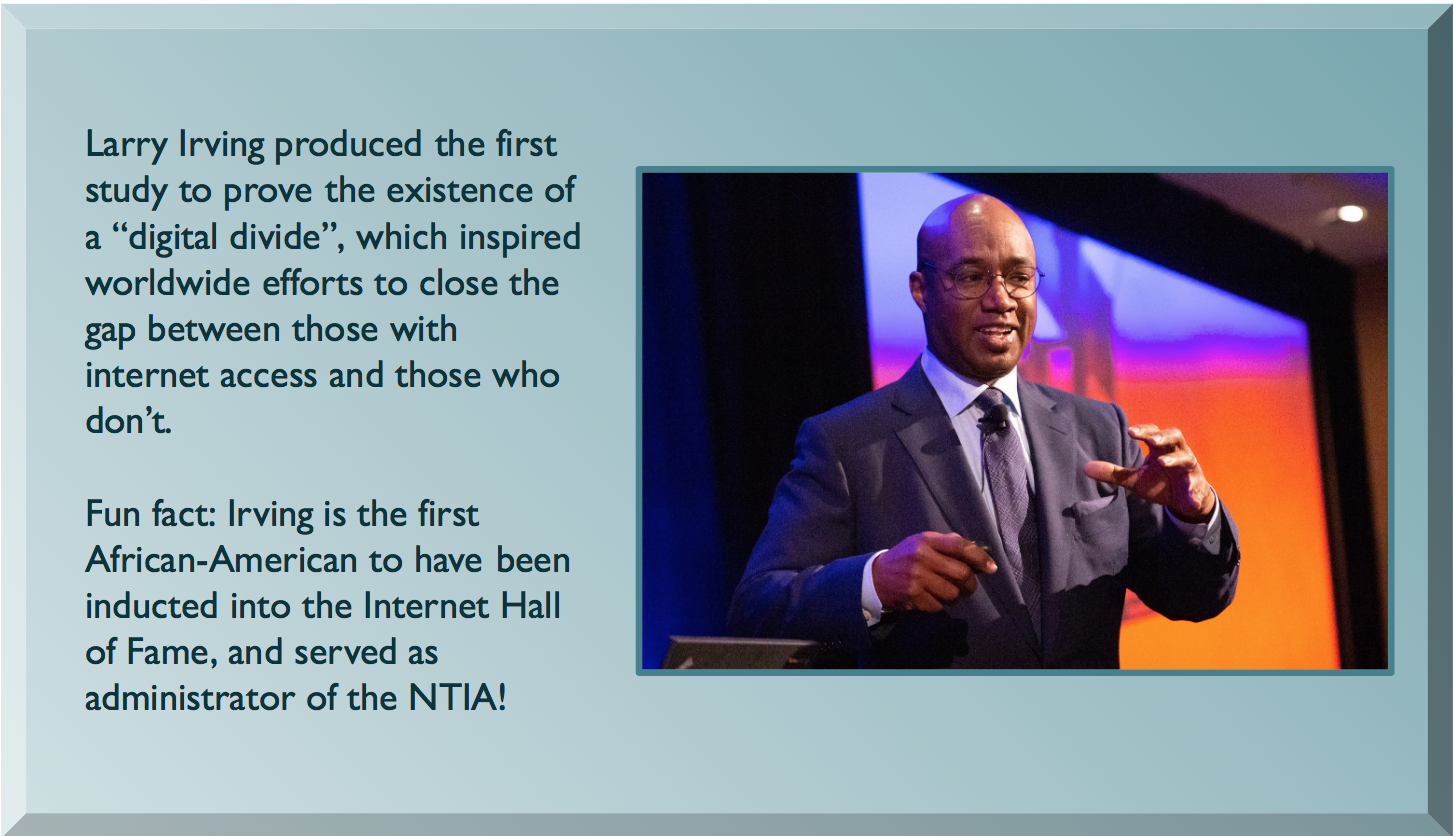 Larry Irving produced the first
study to prove the existence of
a “digital divide”, which inspired
worldwide efforts to close the
gap between those with
internet access and those who
don’t.
Fun fact: Irving is the first
African-American to have been
inducted into the Internet Hall
of Fame, and served as
administrator of the NTIA!